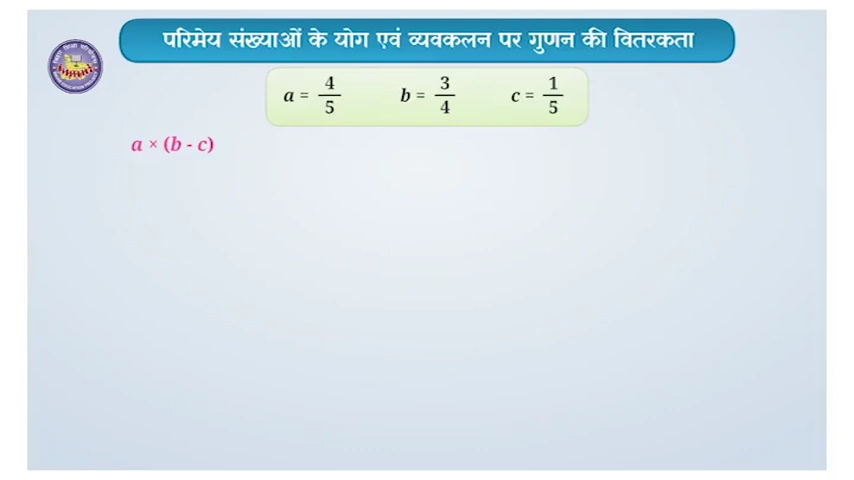 परिमेय संख्याओं के योग एवं व्यवकलन पर गुणन की वितरकता
a = 4/5 b = 3/4 c = 1/5
a × (b - c)